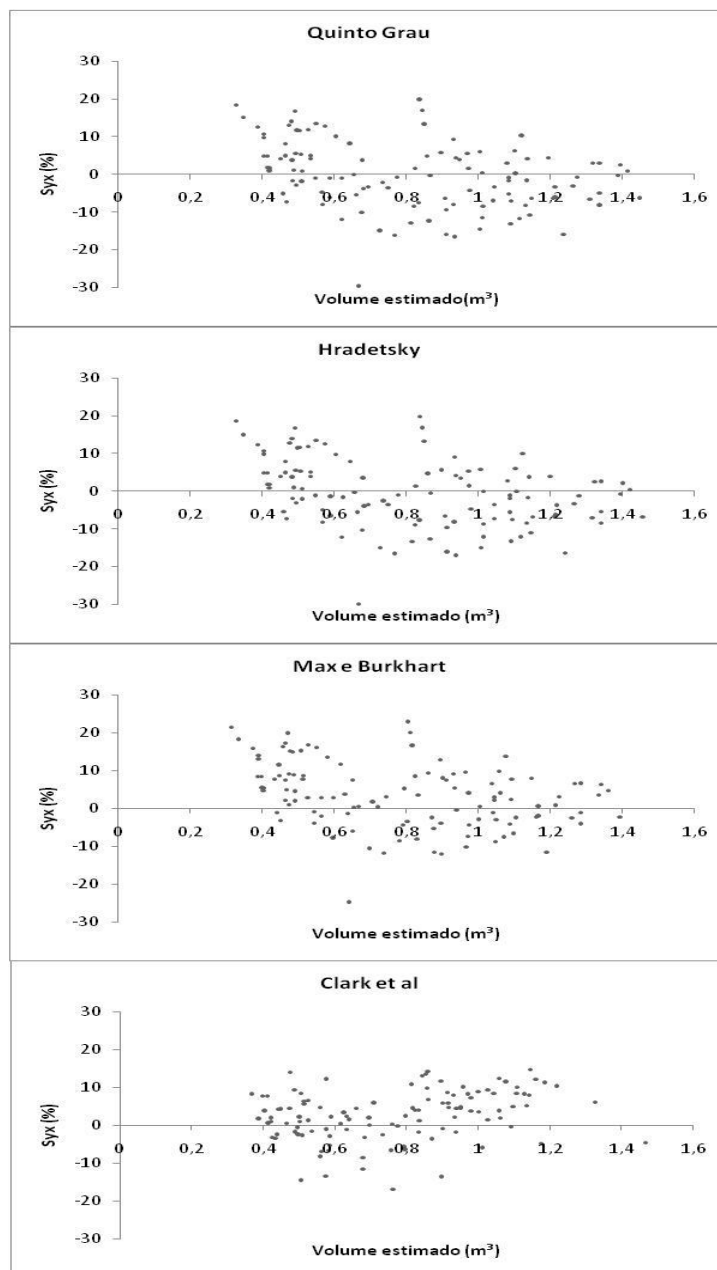 Quinto Grau
30
20
10
0
-10
-20
-30
Syx (%)
0 0,2 0,4 0,6 0,8 1 1,2 1,4 1,6
Volume estimado(m³)
Hradetsky
30
20
10
0
-10
-20
-30
Syx (%)
0 0,2 0,4 0,6 0,8 1 1,2 1,4 1,6
Volume estimado (m³)
Max e Burkhart
30
20
10
0
-10
-20
-30
Syx (%)
0 0,2 0,4 0,6 0,8 1 1,2 1,4 1,6
Volume estimado (m³)
Clark et al
30
20
10
0
-10
-20
-30
Syx (%)
0 0,2 0,4 0,6 0,8 1 1,2 1,4 1,6
Volume estimado (m³)